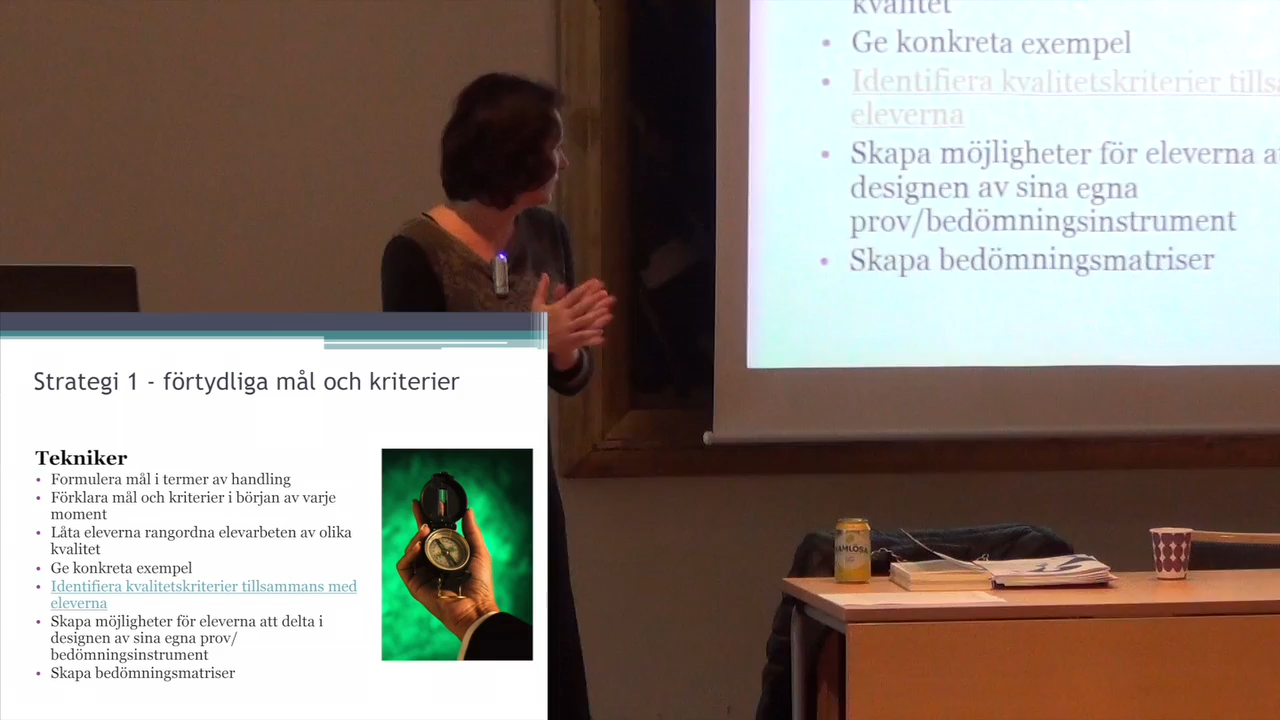 kvalitet
• Ge konkreta exempel
• Identifiera kvalitetskriterier
eleverna
• Skapa möjligheter för eleverna
designen av sina egna
prov/bedömningsinstrument
• Skapa bedömningsmatriser
Strategi 1 - förtydliga mål och kriterier
Tekniker
• Formulera mål i termer av handling
• Förklara mål och kriterier i början av varje
moment
• Låta eleverna rangordna elevarbeten av olika
kvalitet
• Ge konkreta exempel
• Identifiera kvalitetskriterier tillsammans med
eleverna
• Skapa möjligheter för eleverna att delta i
designen av sina egna prov/
bedömningsinstrument
• Skapa bedömningsmatriser